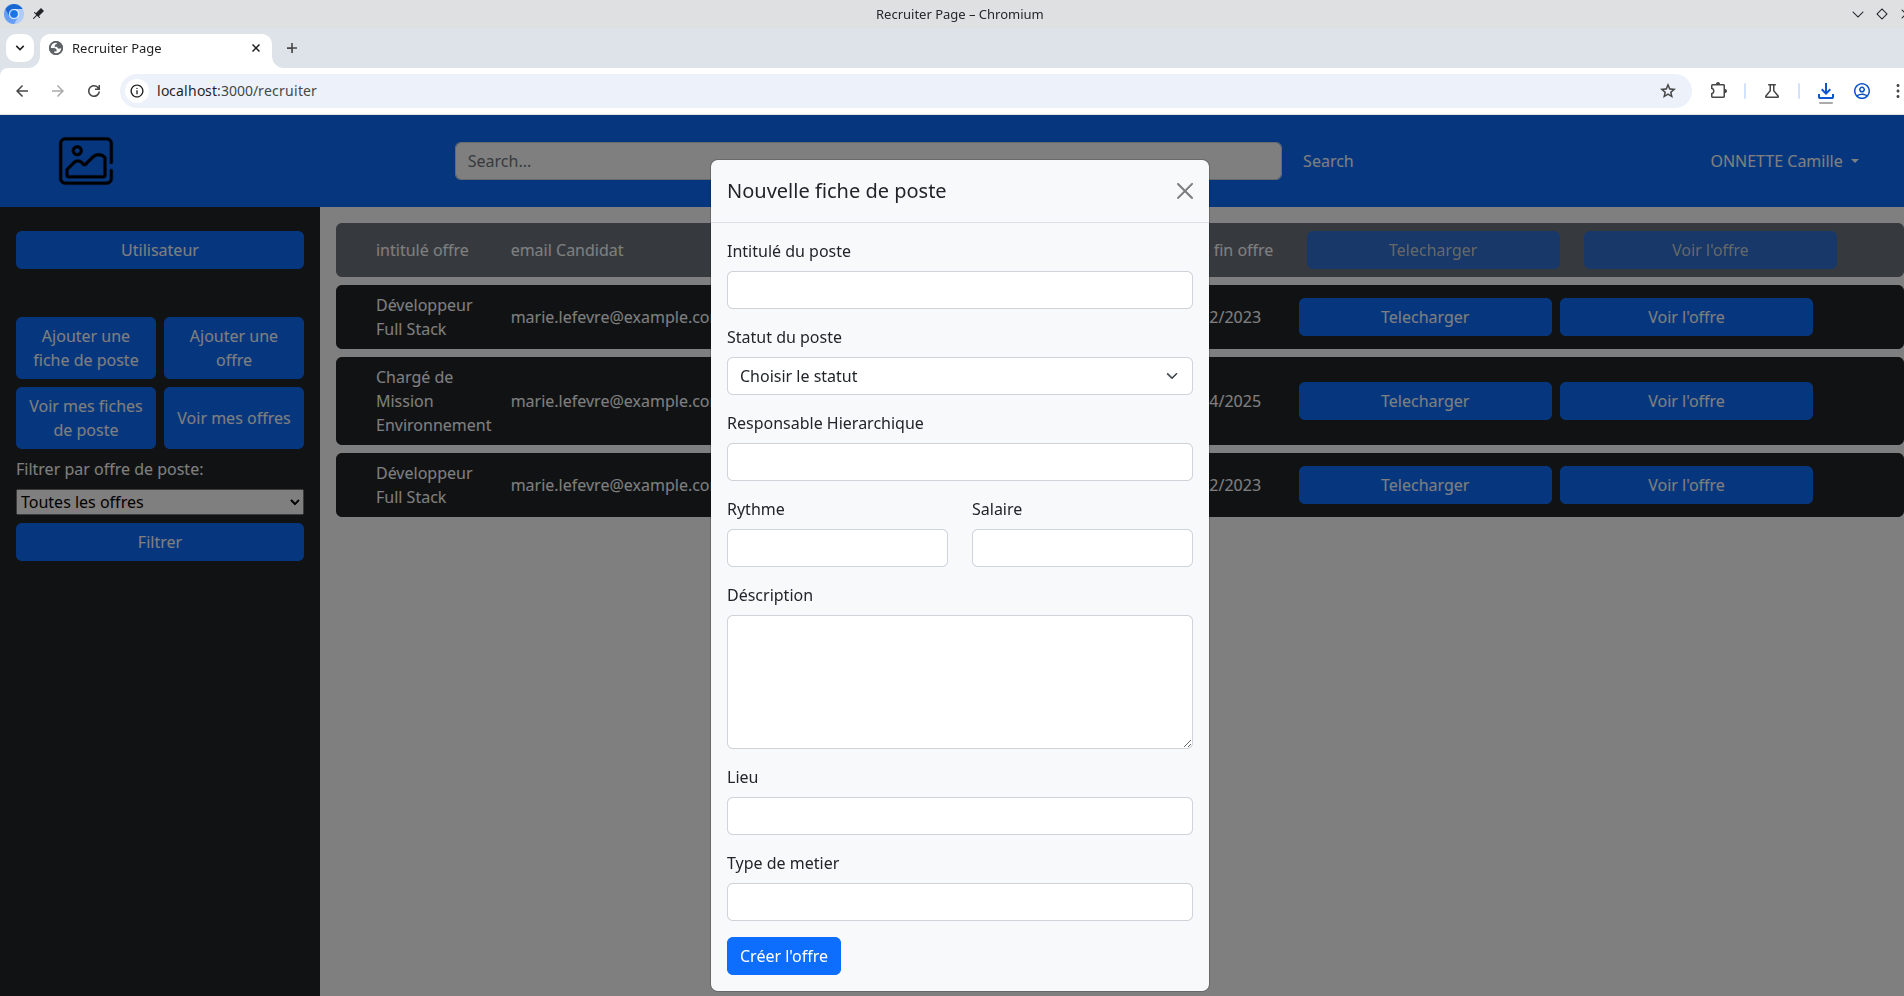 Recruiter Page – Chromium
Recruiter Page
localhost:3000/recruiter
Search...
Search
ONNETTE Camille
Utilisateur
Ajouter une
fiche de poste
Ajouter une
offre
Voir mes fiches
de poste
Voir mes offres
Filtrer par offre de poste:
Toutes les offres
Filtrer
intitulé offre
email Candidat
fin offre
Telecharger
Voir l'offre
Développeur
Full Stack
marie.lefevre@example.co
2/2023
Telecharger
Voir l'offre
Chargé de
Mission
Environnement
marie.lefevre@example.co
4/2025
Telecharger
Voir l'offre
Développeur
Full Stack
marie.lefevre@example.co
2/2023
Telecharger
Voir l'offre
Nouvelle fiche de poste
Intitulé du poste
Statut du poste
Choisir le statut
Responsable Hierarchique
Rythme
Salaire
Déscription
Lieu
Type de metier
Créer l'offre